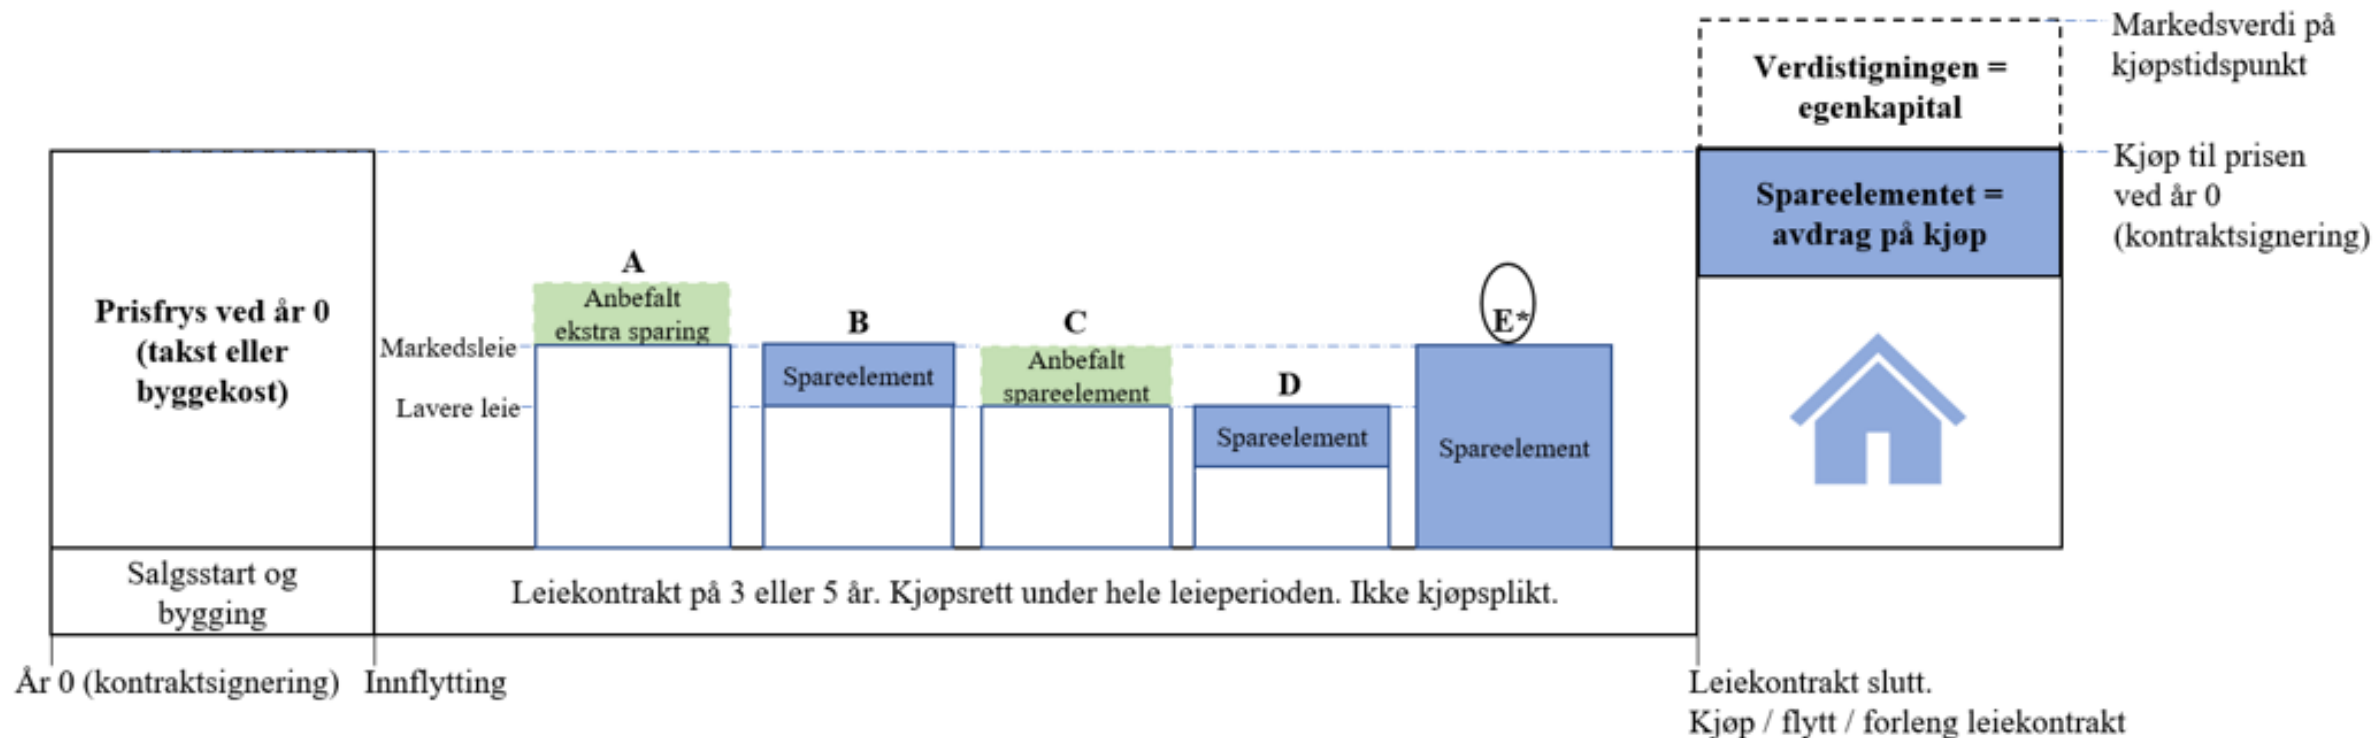 Markedsverdi på
kjøpstidspunkt
Verdistigningen =
egenkapital
Kjøp til prisen
ved år 0
(kontraktsignering)
Spareelementet =
avdrag på kjøp
Prisfrys ved år 0
(takst eller
byggekost)
Markedsleie
Lavere leie
A
Anbefalt
ekstra sparing
B
Spareelement
C
Anbefalt
spareelement
D
Spareelement
E*
Spareelement
Salgsstart og
bygging
Leiekontrakt på 3 eller 5 år. Kjøpsrett under hele leieperioden. Ikke kjøpsplikt.
År 0 (kontraktsignering)
Innflytting
Leiekontrakt slutt.
Kjøp / flytt / forleng leiekontrakt